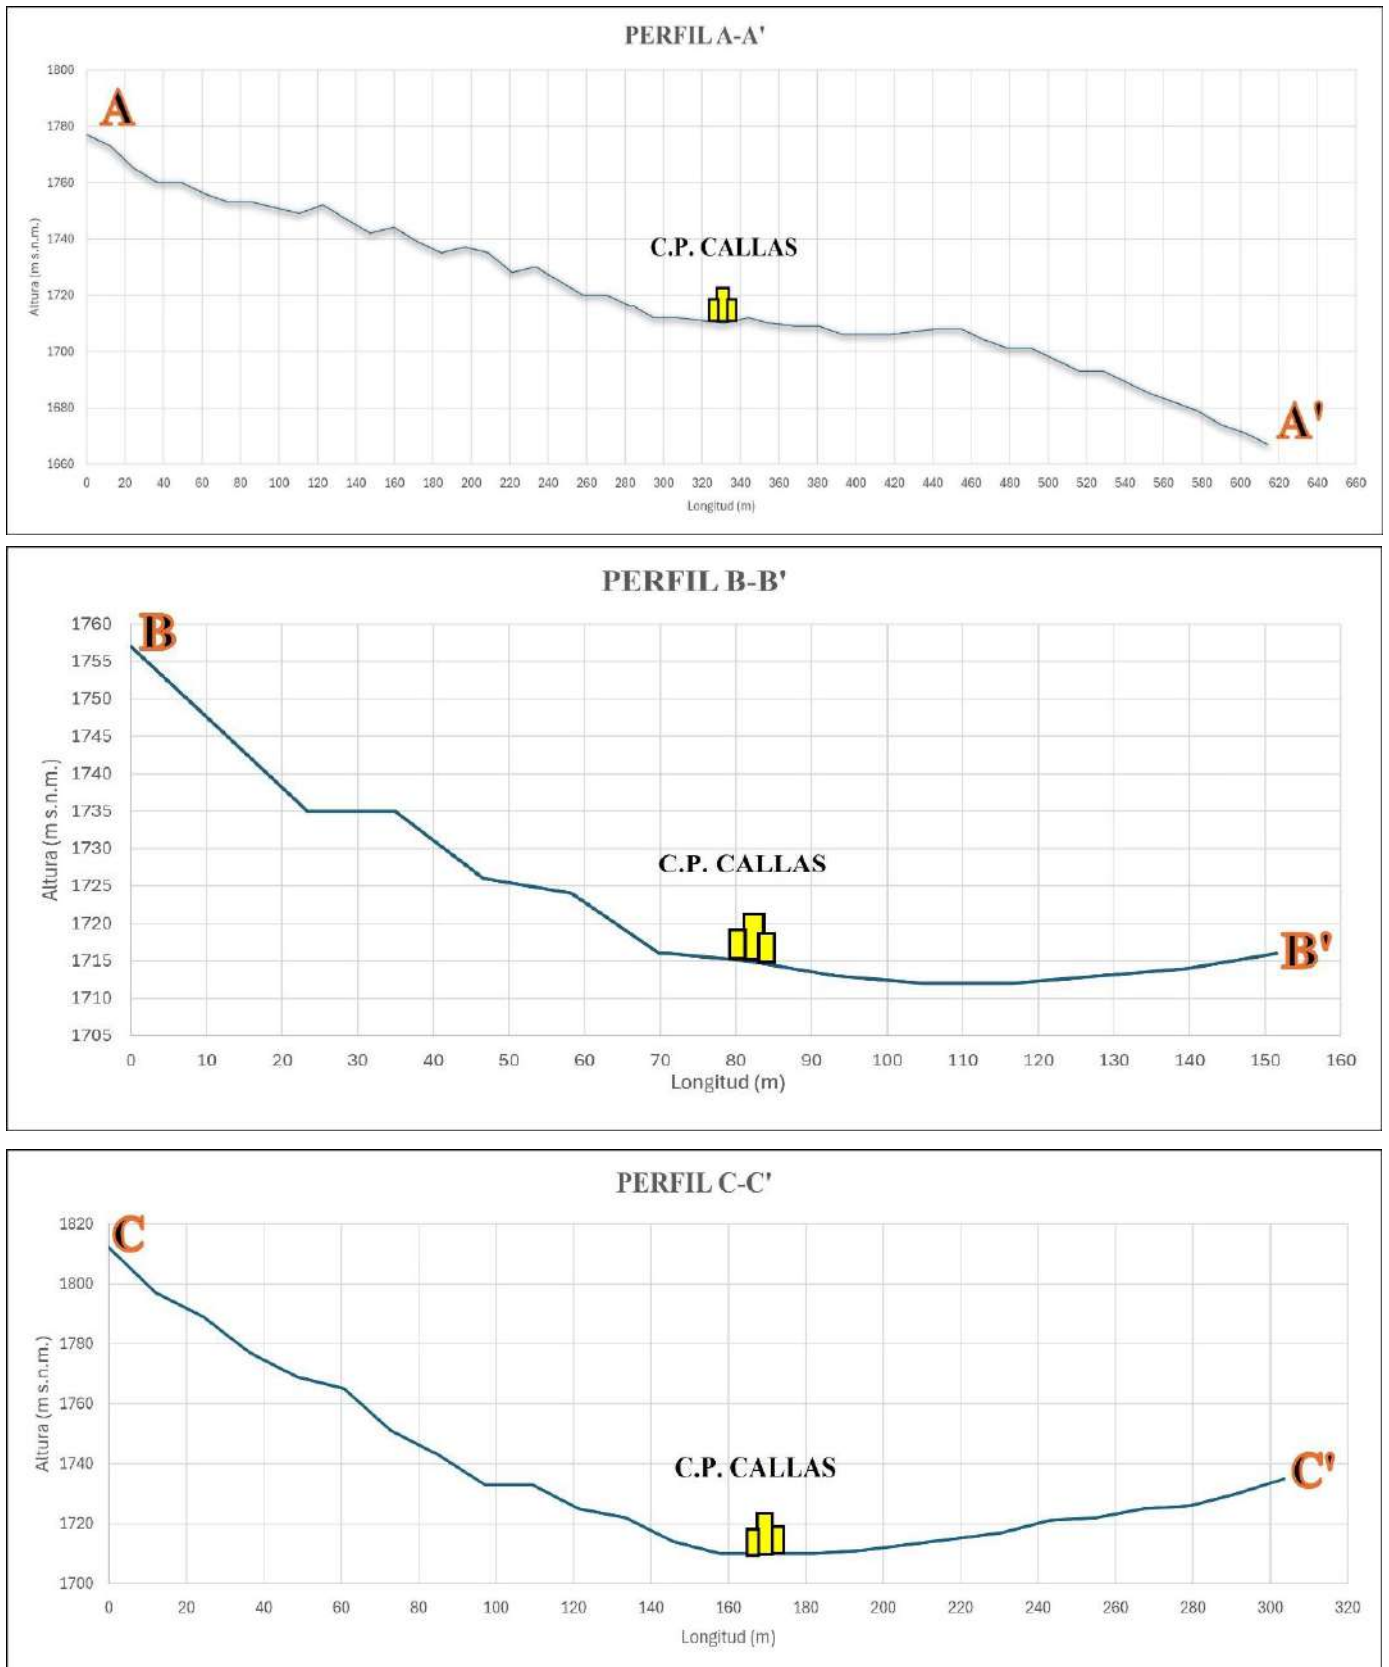 PERFIL A-A'
1800
1780
1760
1740
1720
1700
1680
1660
Altura (m s.n.m.)
A
C.P. CALLAS
A'
0 20 40 60 80 100 120 140 160 180 200 220 240 260 280 300 320 340 360 380 400 420 440 460 480 500 520 540 560 580 600 620 640 660
Longitud (m)
PERFIL B-B'
1760
1755
1750
1745
1740
1735
1730
1725
1720
1715
1710
1705
Altura (m s.n.m.)
B
C.P. CALLAS
B'
0 10 20 30 40 50 60 70 80 90 100 110 120 130 140 150 160
Longitud (m)
PERFIL C-C'
1820
1800
1780
1760
1740
1720
1700
Altura (m s.n.m.)
C
C.P. CALLAS
C'
0 20 40 60 80 100 120 140 160 180 200 220 240 260 280 300 320
Longitud (m)